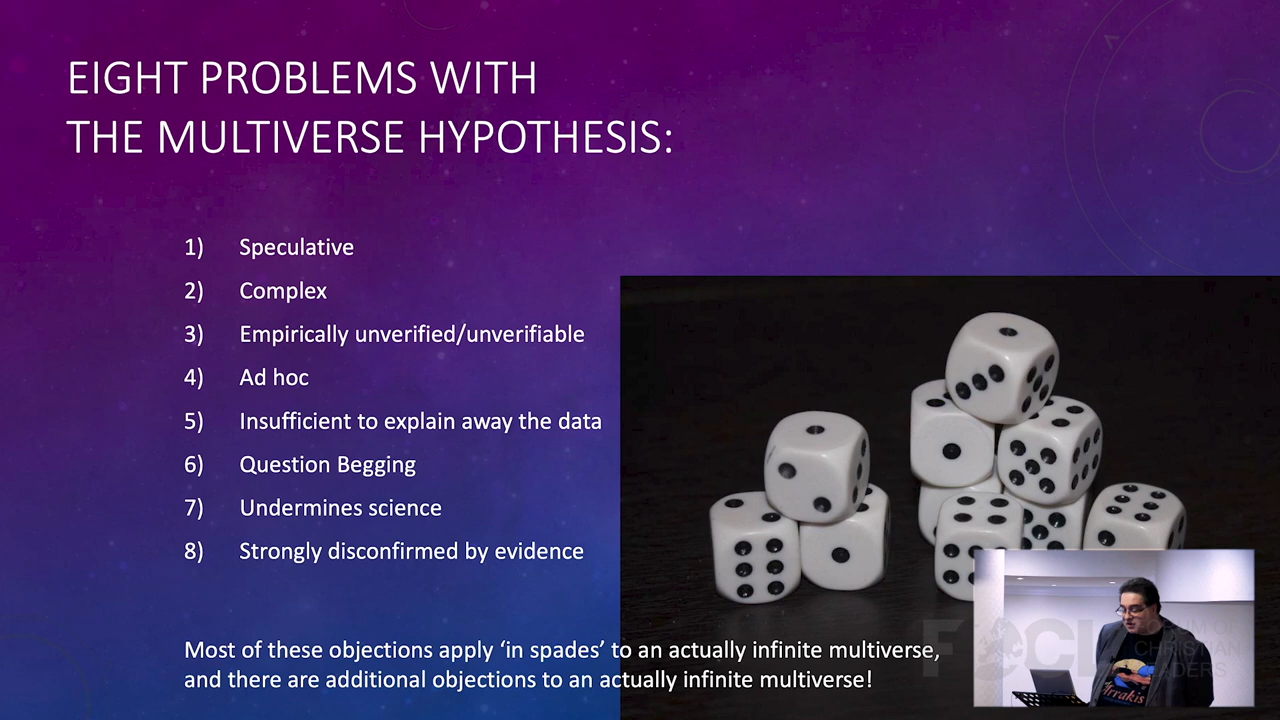 EIGHT PROBLEMS WITH
THE MULTIVERSE HYPOTHESIS:
1) Speculative
2) Complex
3) Empirically unverified/unverifiable
4) Ad hoc
5) Insufficient to explain away the data
6) Question Begging
7) Undermines science
8) Strongly disconfirmed by evidence
Most of these objections apply ‘in spades’ to an actually infinite multiverse,
and there are additional objections to an actually infinite multiverse!
Arrakis